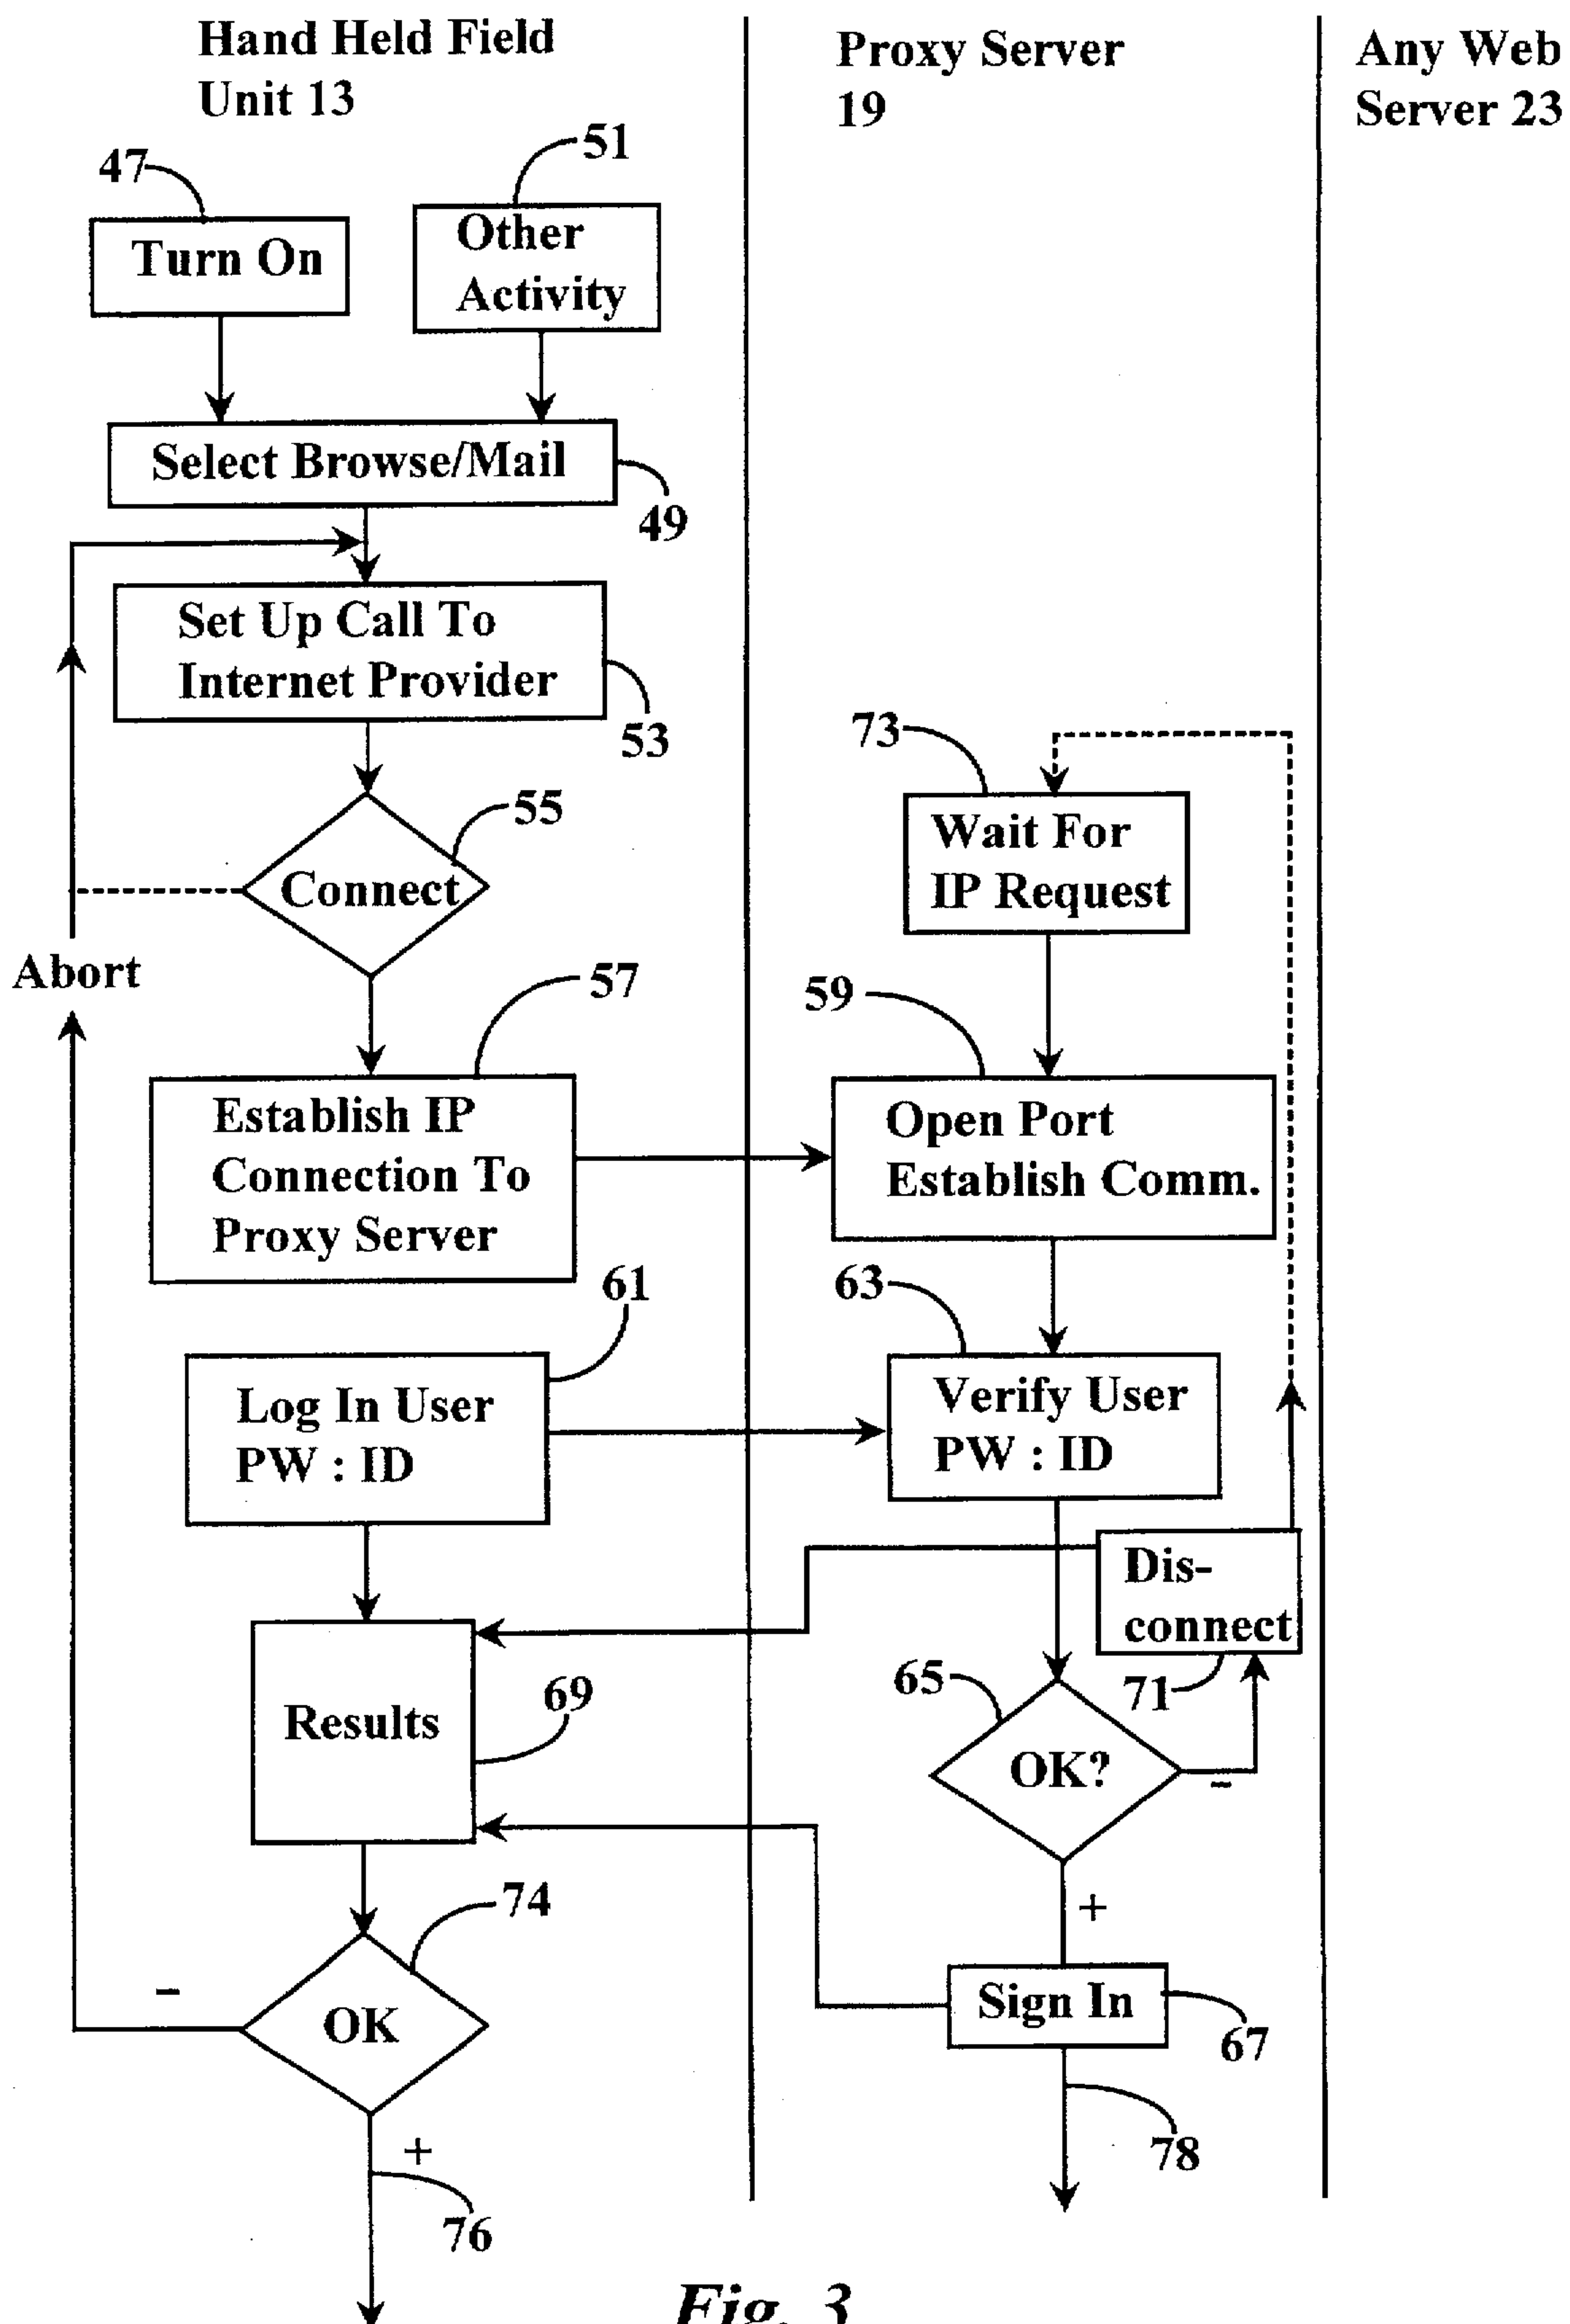 Hand Held Field
Unit 13
Proxy Server
19
Any Web
Server 23
47
51
Turn On
Other
Activity
Select Browse/Mail
49
Set Up Call To
Internet Provider
53
73
55
Connect
Wait For
IP Request
Abort
57
59
Establish IP
Connection To
Proxy Server
Open Port
Establish Comm.
61
63
Log In User
PW : ID
Verify User
PW : ID
Dis-
connect
71
65
69
Results
OK?
-
+
74
-
OK
Sign In
67
+
76
78
Fig. 3